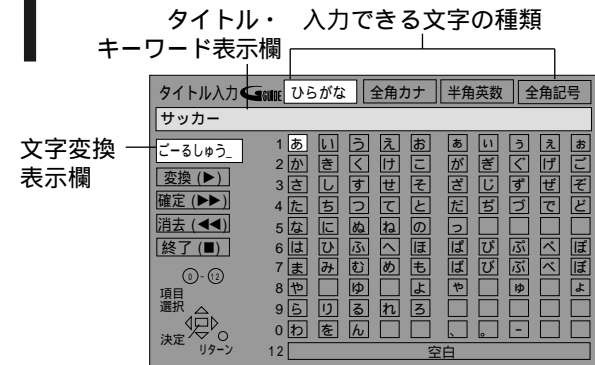 タイトル・ 入力できる文字の種類
キーワード表示欄
タイトル入力 GGUIDE ひらがな 全角カナ 半角英数 全角記号
サッカー
文字変換
表示欄
ごーるしゅう_
変換 (▶)
確定 (▶▶)
消去 (◀◀)
終了 (■)
⓪-⑫
項目
選択
決定
リターン
1 あ い う え お ぁ ぃ ぅ ぇ ぉ
2 か き く け こ が ぎ ぐ げ ご
3 さ し す せ そ ざ じ ず ぜ ぞ
4 た ち つ て と だ ぢ づ で ど
5 な に ぬ ね の っ
6 は ひ ふ へ ほ ば び ぶ べ ぼ
7 ま み む め も ぱ ぴ ぷ ぺ ぽ
8 や ゆ よ ゃ ゅ ょ
9 ら り る れ ろ
0 わ を ん 、 。 -
12 空白